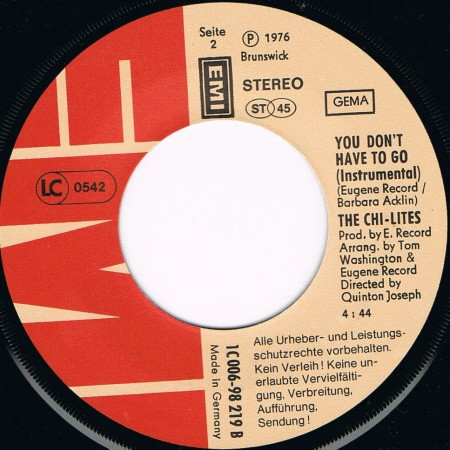 Seite
2
℗ 1976
Brunswick
EMI
STEREO
ST 45
GEMA
LC 0542
EMI
YOU DON'T
HAVE TO GO
(Instrumental)
(Eugene Record /
Barbara Acklin)
THE CHI-LITES
Prod. by E. Record
Arrang. by Tom
Washington &
Eugene Record
Directed by
Quinton Joseph
4:44
1C006-98 219 B
Made in Germany
Alle Urheber- und Leistungs-
schutzrechte vorbehalten.
Kein Verleih! Keine un-
erlaubte Vervielfälti-
gung, Verbreitung,
Aufführung,
Sendung!